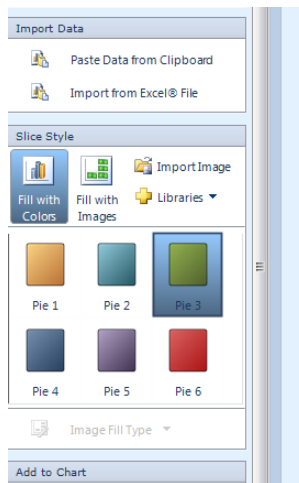 Import Data
Paste Data from Clipboard
Import from Excel® File
Slice Style
Fill with Colors
Fill with Images
Import Image
Libraries
Pie 1
Pie 2
Pie 3
Pie 4
Pie 5
Pie 6
Image Fill Type
Add to Chart